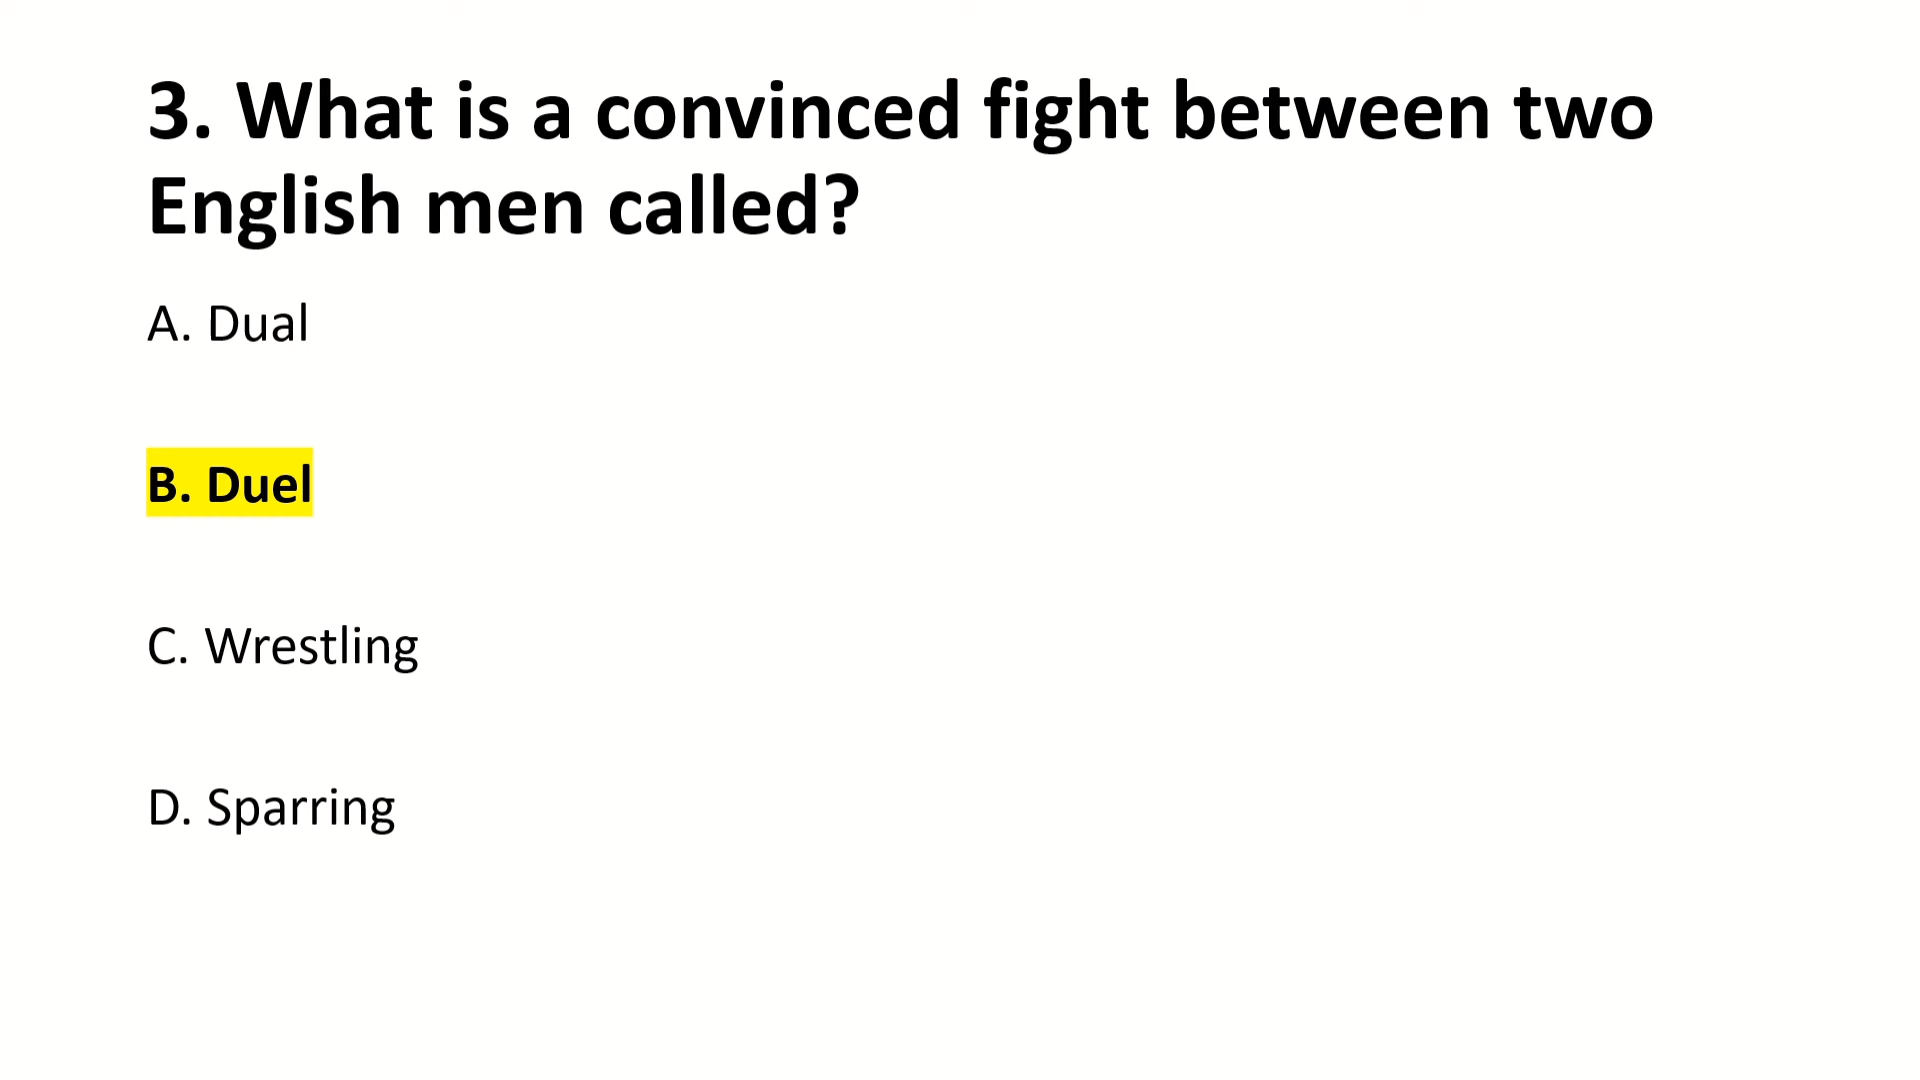 3. What is a convinced fight between two
English men called?
A. Dual
B. Duel
C. Wrestling
D. Sparring